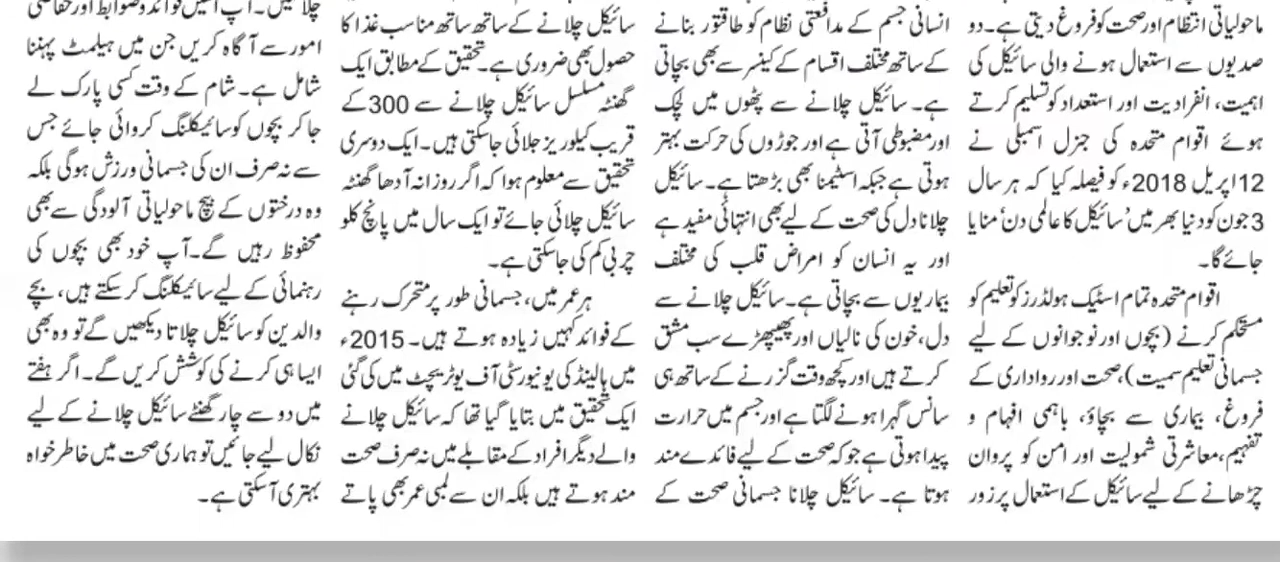 ماحولیاتی انتظام اور صحت کو فروغ دیتی ہے۔ دو
صدیوں سے استعمال ہونے والی سائیکل کی
اہمیت، انفرادیت اور استعداد کو تسلیم کرتے
ہوئے اقوام متحدہ کی جنرل اسمبلی نے
12اپریل 2018ء کو فیصلہ کیا کہ ہر سال
3جون کو دنیا بھر میں ’سائیکل کا عالمی دن‘ منایا
جائے گا۔
اقوام متحدہ تمام اسٹیک ہولڈرز کو تعلیم کو
مستحکم کرنے (بچوں اور نوجوانوں کے لیے
جسمانی تعلیم سمیت)، صحت اور رواداری کے
فروغ، بیماری سے بچاؤ، باہمی افہام و
تفہیم، معاشرتی شمولیت اور امن کو پروان
چڑھانے کے لیے سائیکل کے استعمال پر زور
انسانی جسم کے مدافعتی نظام کو طاقتور بنانے
کے ساتھ مختلف اقسام کے کینسر سے بھی بچاتی
ہے۔ سائیکل چلانے سے پٹھوں میں لچک
اور مضبوطی آتی ہے اور جوڑوں کی حرکت بہتر
ہوتی ہے جبکہ اسٹیمنا بھی بڑھتا ہے۔ سائیکل
چلانا دل کی صحت کے لیے بھی انتہائی مفید ہے
اور یہ انسان کو امراض قلب کی مختلف
بیماریوں سے بچاتی ہے۔ سائیکل چلانے سے
دل، خون کی نالیاں اور پھیپھڑے سب مشق
کرتے ہیں اور کچھ وقت گزرنے کے ساتھ ہی
سانس گہرا ہونے لگتا ہے اور جسم میں حرارت
پیدا ہوتی ہے جو کہ صحت کے لیے فائدے مند
ہوتا ہے۔ سائیکل چلانا جسمانی صحت کے
سائیکل چلانے کے ساتھ ساتھ مناسب غذا کا
حصول بھی ضروری ہے۔ تحقیق کے مطابق ایک
گھنٹہ مسلسل سائیکل چلانے سے 300 کے
قریب کیلوریز جلائی جاسکتی ہیں۔ ایک دوسری
تحقیق سے معلوم ہوا کہ اگر روزانہ آدھا گھنٹہ
سائیکل چلائی جائے تو ایک سال میں پانچ کلو
چربی کم کی جاسکتی ہے۔
ہر عمر میں، جسمانی طور پر متحرک رہنے
کے فوائد کہیں زیادہ ہوتے ہیں۔ 2015ء
میں ہالینڈ کی یونیورسٹی آف یوٹریچٹ میں کی گئی
ایک تحقیق میں بتایا گیا تھا کہ سائیکل چلانے
والے دیگر افراد کے مقابلے میں نہ صرف صحت
مند ہوتے ہیں بلکہ ان سے لمبی عمر بھی پاتے
امور سے آگاہ کریں جن میں ہیلمٹ پہننا
شامل ہے۔ شام کے وقت کسی پارک لے
جاکر بچوں کو سائیکلنگ کروائی جائے جس
سے نہ صرف ان کی جسمانی ورزش ہوگی بلکہ
وہ درختوں کے بیچ ماحولیاتی آلودگی سے بھی
محفوظ رہیں گے۔ آپ خود بھی بچوں کی
رہنمائی کے لیے سائیکلنگ کرسکتے ہیں، بچے
والدین کو سائیکل چلاتا دیکھیں گے تو وہ بھی
ایسا ہی کرنے کی کوشش کریں گے۔ اگر ہفتے
میں دو سے چار گھنٹے سائیکل چلانے کے لیے
نکال لیے جائیں تو ہماری صحت میں خاطر خواہ
بہتری آسکتی ہے۔